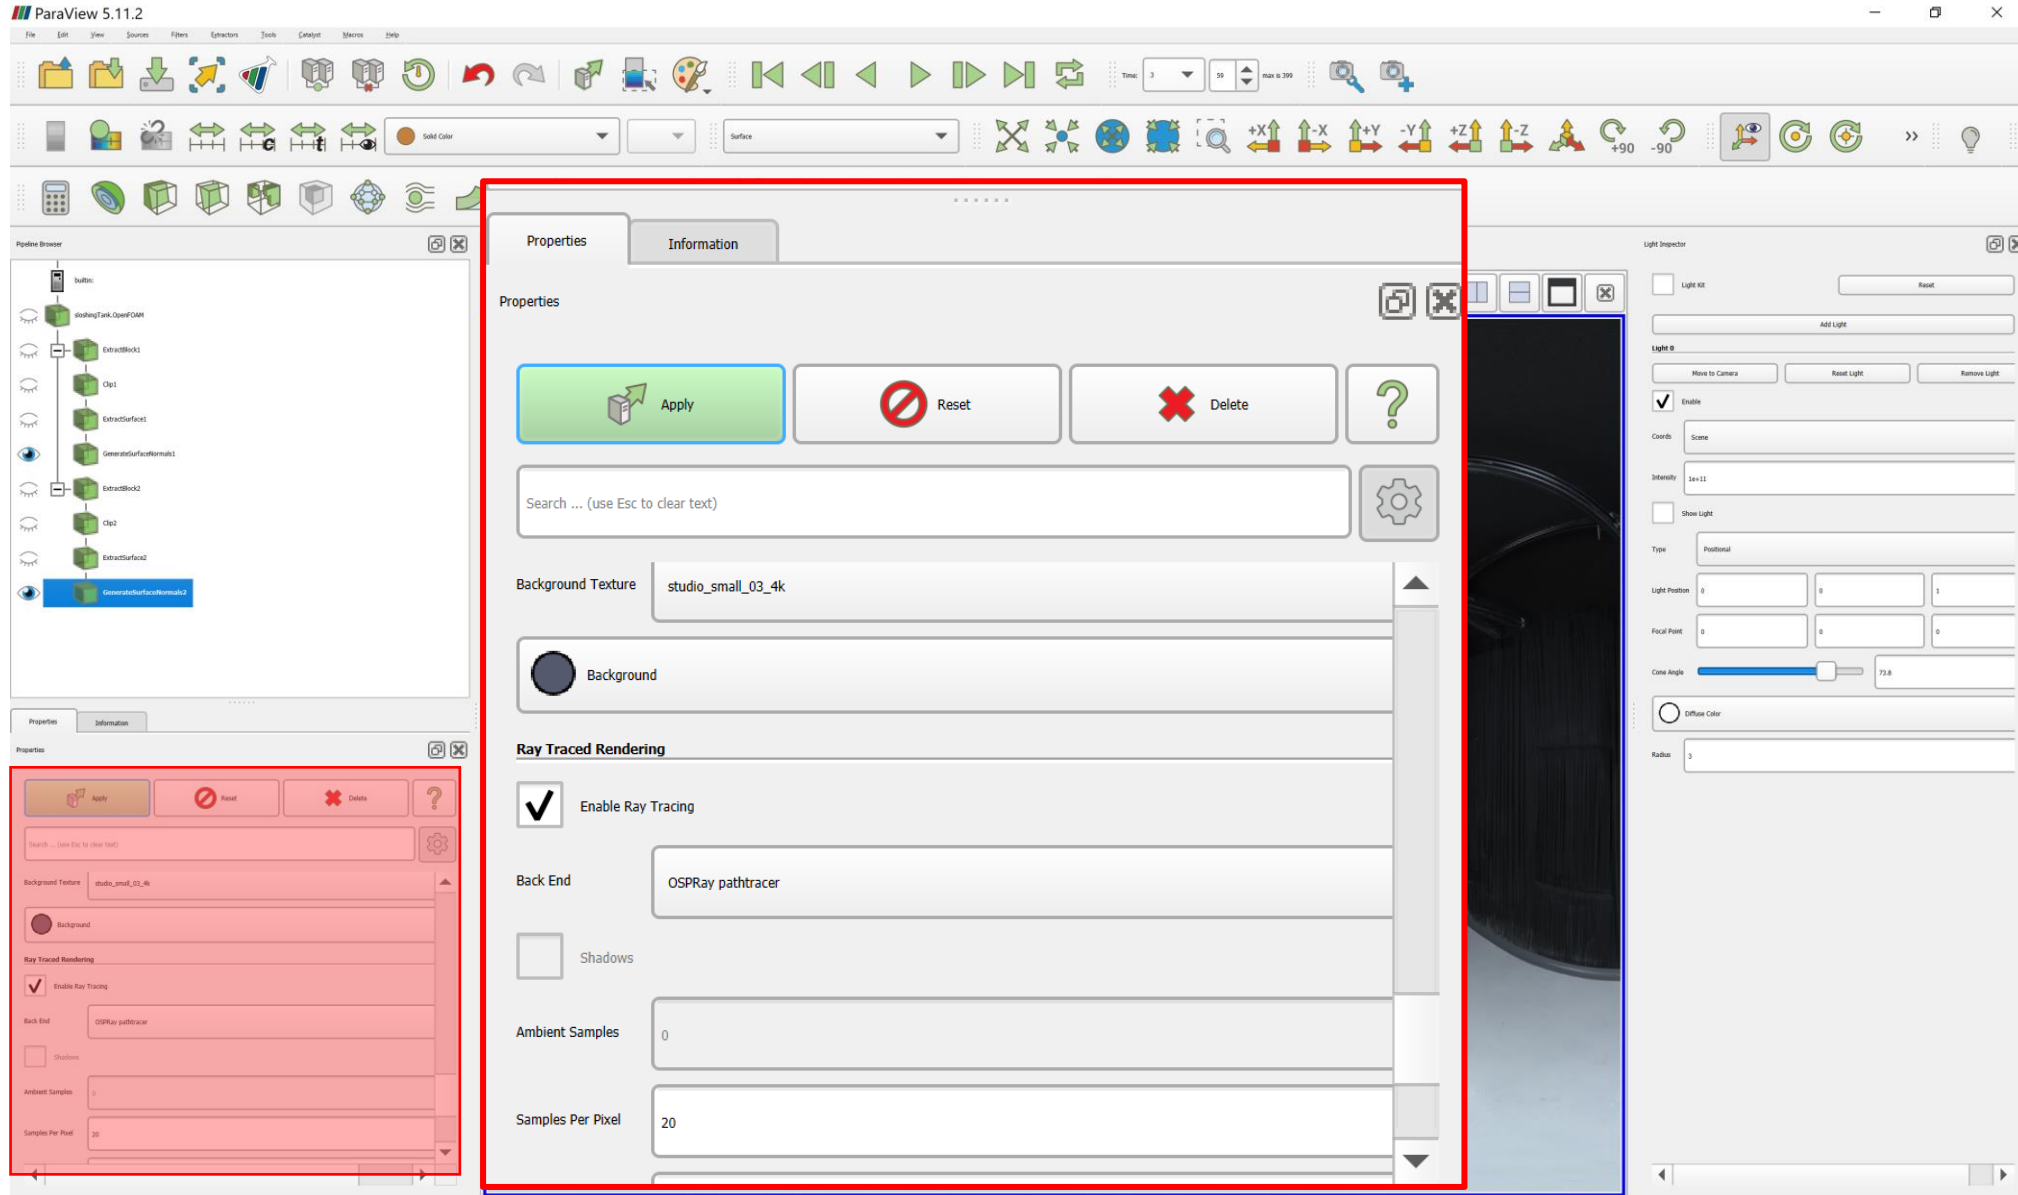 ParaView 5.11.2
File Edit View Sources Filters Extractors Tools Catalyst Macros Help
Time: 3 59 max is 399
Solid Color
Surface
+X -X +Y -Y +Z -Z +90 -90
Pipeline Browser
builtin:
sloshingTank.OpenFOAM
ExtractBlock1
Clip1
ExtractSurface1
GenerateSurfaceNormals1
ExtractBlock2
Clip2
ExtractSurface2
GenerateSurfaceNormals2
Properties Information
Properties
Apply Reset Delete ?
Search ... (use Esc to clear text)
Background Texture studio_small_03_4k
Background
Ray Traced Rendering
Enable Ray Tracing
Back End OSPRay pathtracer
Shadows
Ambient Samples 0
Samples Per Pixel 20
Properties Information
Properties
Apply Reset Delete ?
Search ... (use Esc to clear text)
Background Texture studio_small_03_4k
Background
Ray Traced Rendering
Enable Ray Tracing
Back End OSPRay pathtracer
Shadows
Ambient Samples 0
Samples Per Pixel 20
Light Inspector
Light Kit Reset
Add Light
Light 0
Move to Camera Reset Light Remove Light
Enable
Coords Scene
Intensity 1e+11
Show Light
Type Positional
Light Position 0 0 1
Focal Point 0 0 0
Cone Angle 73.8
Diffuse Color
Radius 3